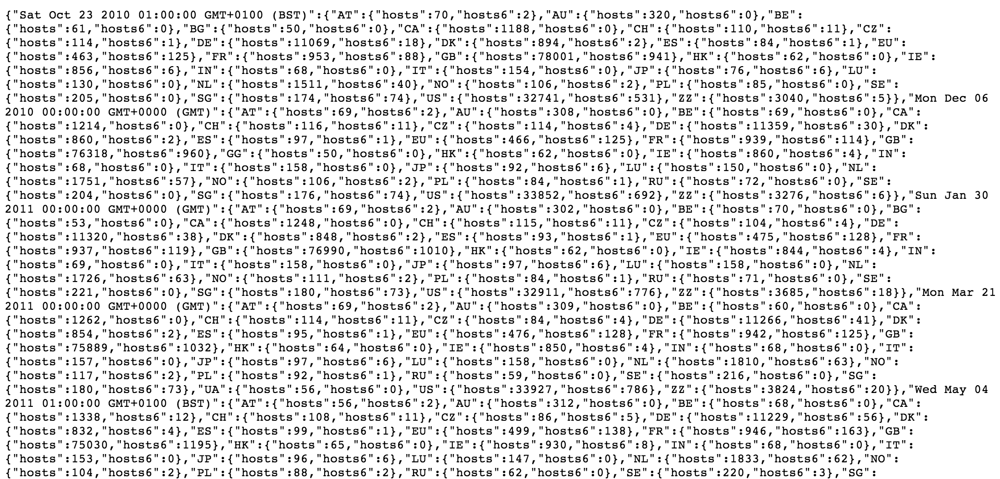 {"Sat Oct 23 2010 01:00:00 GMT+0100 (BST)":{"AT":{"hosts":70,"hosts6":2},"AU":{"hosts":320,"hosts6":0},"BE":
{"hosts":61,"hosts6":0},"BG":{"hosts":50,"hosts6":0},"CA":{"hosts":1188,"hosts6":0},"CH":{"hosts":110,"hosts6":11},"CZ":
{"hosts":114,"hosts6":1},"DE":{"hosts":11069,"hosts6":18},"DK":{"hosts":894,"hosts6":2},"ES":{"hosts":84,"hosts6":1},"EU":
{"hosts":463,"hosts6":125},"FR":{"hosts":953,"hosts6":88},"GB":{"hosts":78001,"hosts6":941},"HK":{"hosts":62,"hosts6":0},"IE":
{"hosts":856,"hosts6":6},"IN":{"hosts":68,"hosts6":0},"IT":{"hosts":154,"hosts6":0},"JP":{"hosts":76,"hosts6":6},"LU":
{"hosts":130,"hosts6":0},"NL":{"hosts":1511,"hosts6":40},"NO":{"hosts":106,"hosts6":2},"PL":{"hosts":85,"hosts6":0},"SE":
{"hosts":205,"hosts6":0},"SG":{"hosts":174,"hosts6":74},"US":{"hosts":32741,"hosts6":531},"ZZ":{"hosts":3040,"hosts6":5}},"Mon Dec 06
2010 00:00:00 GMT+0000 (GMT)":{"AT":{"hosts":69,"hosts6":2},"AU":{"hosts":308,"hosts6":0},"BE":{"hosts":69,"hosts6":0},"CA":
{"hosts":1214,"hosts6":0},"CH":{"hosts":116,"hosts6":11},"CZ":{"hosts":114,"hosts6":4},"DE":{"hosts":11359,"hosts6":30},"DK":
{"hosts":860,"hosts6":2},"ES":{"hosts":97,"hosts6":1},"EU":{"hosts":466,"hosts6":125},"FR":{"hosts":939,"hosts6":114},"GB":
{"hosts":76318,"hosts6":960},"GG":{"hosts":50,"hosts6":0},"HK":{"hosts":62,"hosts6":0},"IE":{"hosts":860,"hosts6":4},"IN":
{"hosts":68,"hosts6":0},"IT":{"hosts":158,"hosts6":0},"JP":{"hosts":92,"hosts6":6},"LU":{"hosts":150,"hosts6":0},"NL":
{"hosts":1751,"hosts6":57},"NO":{"hosts":106,"hosts6":2},"PL":{"hosts":84,"hosts6":1},"RU":{"hosts":72,"hosts6":0},"SE":
{"hosts":204,"hosts6":0},"SG":{"hosts":176,"hosts6":74},"US":{"hosts":33852,"hosts6":692},"ZZ":{"hosts":3276,"hosts6":6}},"Sun Jan 30
2011 00:00:00 GMT+0000 (GMT)":{"AT":{"hosts":69,"hosts6":2},"AU":{"hosts":302,"hosts6":0},"BE":{"hosts":70,"hosts6":0},"BG":
{"hosts":53,"hosts6":0},"CA":{"hosts":1248,"hosts6":0},"CH":{"hosts":115,"hosts6":11},"CZ":{"hosts":104,"hosts6":4},"DE":
{"hosts":11320,"hosts6":38},"DK":{"hosts":848,"hosts6":2},"ES":{"hosts":93,"hosts6":1},"EU":{"hosts":475,"hosts6":128},"FR":
{"hosts":937,"hosts6":119},"GB":{"hosts":76990,"hosts6":1010},"HK":{"hosts":62,"hosts6":0},"IE":{"hosts":844,"hosts6":4},"IN":
{"hosts":69,"hosts6":0},"IT":{"hosts":158,"hosts6":0},"JP":{"hosts":97,"hosts6":6},"LU":{"hosts":158,"hosts6":0},"NL":
{"hosts":1726,"hosts6":63},"NO":{"hosts":111,"hosts6":2},"PL":{"hosts":84,"hosts6":1},"RU":{"hosts":71,"hosts6":0},"SE":
{"hosts":221,"hosts6":0},"SG":{"hosts":180,"hosts6":73},"US":{"hosts":32911,"hosts6":776},"ZZ":{"hosts":3685,"hosts6":18}},"Mon Mar 21
2011 00:00:00 GMT+0000 (GMT)":{"AT":{"hosts":69,"hosts6":2},"AU":{"hosts":309,"hosts6":0},"BE":{"hosts":60,"hosts6":0},"CA":
{"hosts":1262,"hosts6":0},"CH":{"hosts":114,"hosts6":11},"CZ":{"hosts":84,"hosts6":4},"DE":{"hosts":11266,"hosts6":41},"DK":
{"hosts":854,"hosts6":2},"ES":{"hosts":95,"hosts6":1},"EU":{"hosts":476,"hosts6":128},"FR":{"hosts":942,"hosts6":125},"GB":
{"hosts":75889,"hosts6":1032},"HK":{"hosts":64,"hosts6":0},"IE":{"hosts":850,"hosts6":4},"IN":{"hosts":68,"hosts6":0},"IT":
{"hosts":157,"hosts6":0},"JP":{"hosts":97,"hosts6":6},"LU":{"hosts":158,"hosts6":0},"NL":{"hosts":1810,"hosts6":63},"NO":
{"hosts":117,"hosts6":2},"PL":{"hosts":92,"hosts6":1},"RU":{"hosts":59,"hosts6":0},"SE":{"hosts":216,"hosts6":0},"SG":
{"hosts":180,"hosts6":73},"UA":{"hosts":56,"hosts6":0},"US":{"hosts":33927,"hosts6":786},"ZZ":{"hosts":3824,"hosts6":20}},"Wed May 04
2011 01:00:00 GMT+0100 (BST)":{"AT":{"hosts":56,"hosts6":2},"AU":{"hosts":312,"hosts6":0},"BE":{"hosts":68,"hosts6":0},"CA":
{"hosts":1338,"hosts6":12},"CH":{"hosts":108,"hosts6":11},"CZ":{"hosts":86,"hosts6":5},"DE":{"hosts":11229,"hosts6":56},"DK":
{"hosts":832,"hosts6":4},"ES":{"hosts":99,"hosts6":1},"EU":{"hosts":499,"hosts6":138},"FR":{"hosts":946,"hosts6":163},"GB":
{"hosts":75030,"hosts6":1195},"HK":{"hosts":65,"hosts6":0},"IE":{"hosts":930,"hosts6":8},"IN":{"hosts":68,"hosts6":0},"IT":
{"hosts":153,"hosts6":0},"JP":{"hosts":96,"hosts6":6},"LU":{"hosts":147,"hosts6":0},"NL":{"hosts":1833,"hosts6":62},"NO":
{"hosts":104,"hosts6":2},"PL":{"hosts":88,"hosts6":2},"RU":{"hosts":62,"hosts6":0},"SE":{"hosts":220,"hosts6":3},"SG":